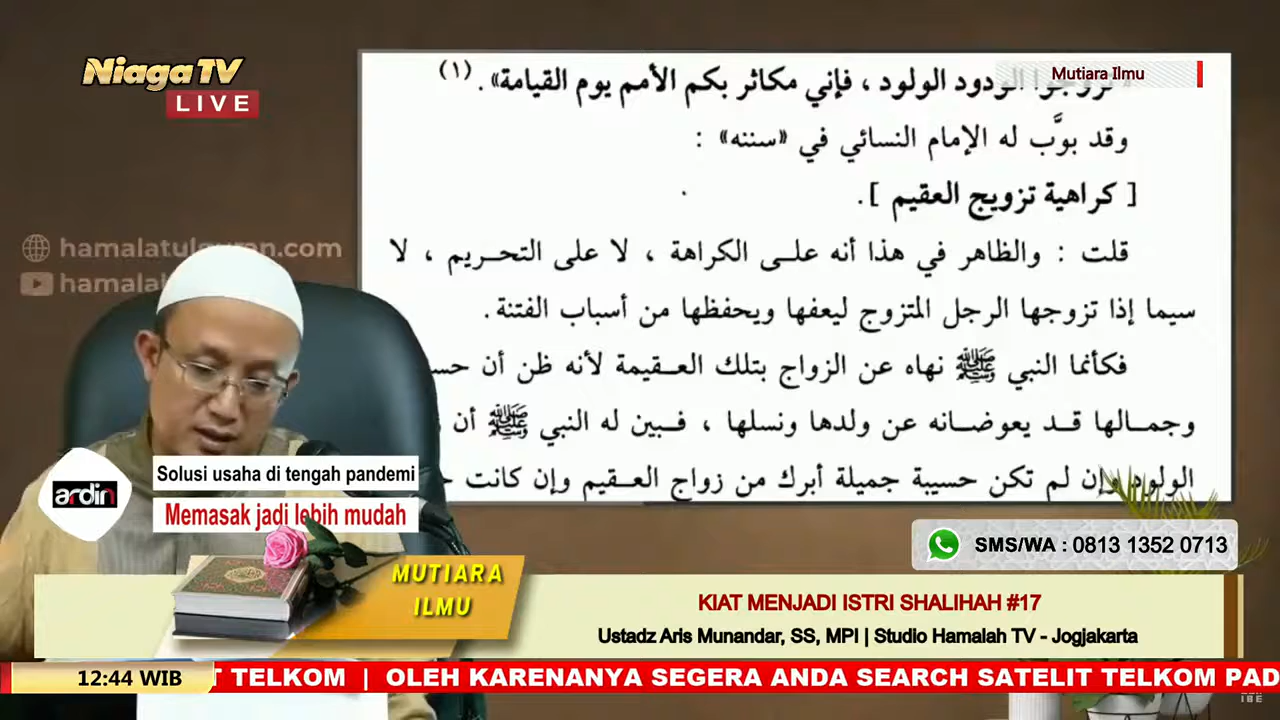 NiagaTV
LIVE
Mutiara Ilmu
الودود الولود ، فإني مكاثر بكم الأمم يوم القيامة» . (١)
وقد بوَّب له الإمام النسائي في «سننه» :
[ كراهية تزويج العقيم ].
قلت : والظاهر في هذا أنه على الكراهة ، لا على التحريم ، لا
سيما إذا تزوجها الرجل المتزوج ليعفها ويحفظها من أسباب الفتنة .
فكأنما النبي ﷺ نهاه عن الزواج بتلك العقيمة لأنه ظن أن
وجمالها قد يعوضانه عن ولدها ونسلها ، فبين له النبي ﷺ أن
الولود وإن لم تكن حسيبة جميلة أبرك من زواج العقيم وإن كانت
hamalatulquran.com
ardin
Solusi usaha di tengah pandemi
Memasak jadi lebih mudah
SMS/WA : 0813 1352 0713
MUTIARA
ILMU
KIAT MENJADI ISTRI SHALIHAH #17
Ustadz Aris Munandar, SS, MPI | Studio Hamalah TV - Jogjakarta
12:44 WIB
TELKOM | OLEH KARENANYA SEGERA ANDA SEARCH SATELIT TELKOM PAD